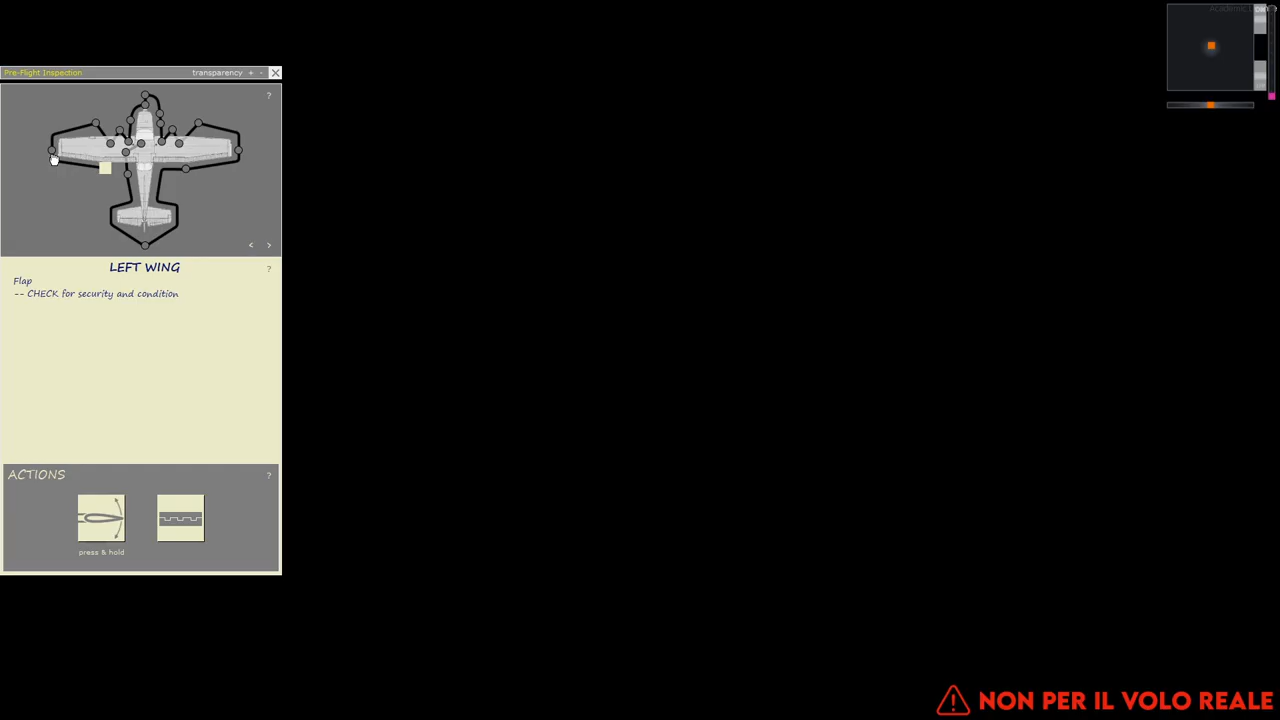 Pre-Flight Inspection
transparency + - X
?
< >
LEFT WING
?
Flap
-- CHECK for security and condition
ACTIONS
?
press & hold
NON PER IL VOLO REALE